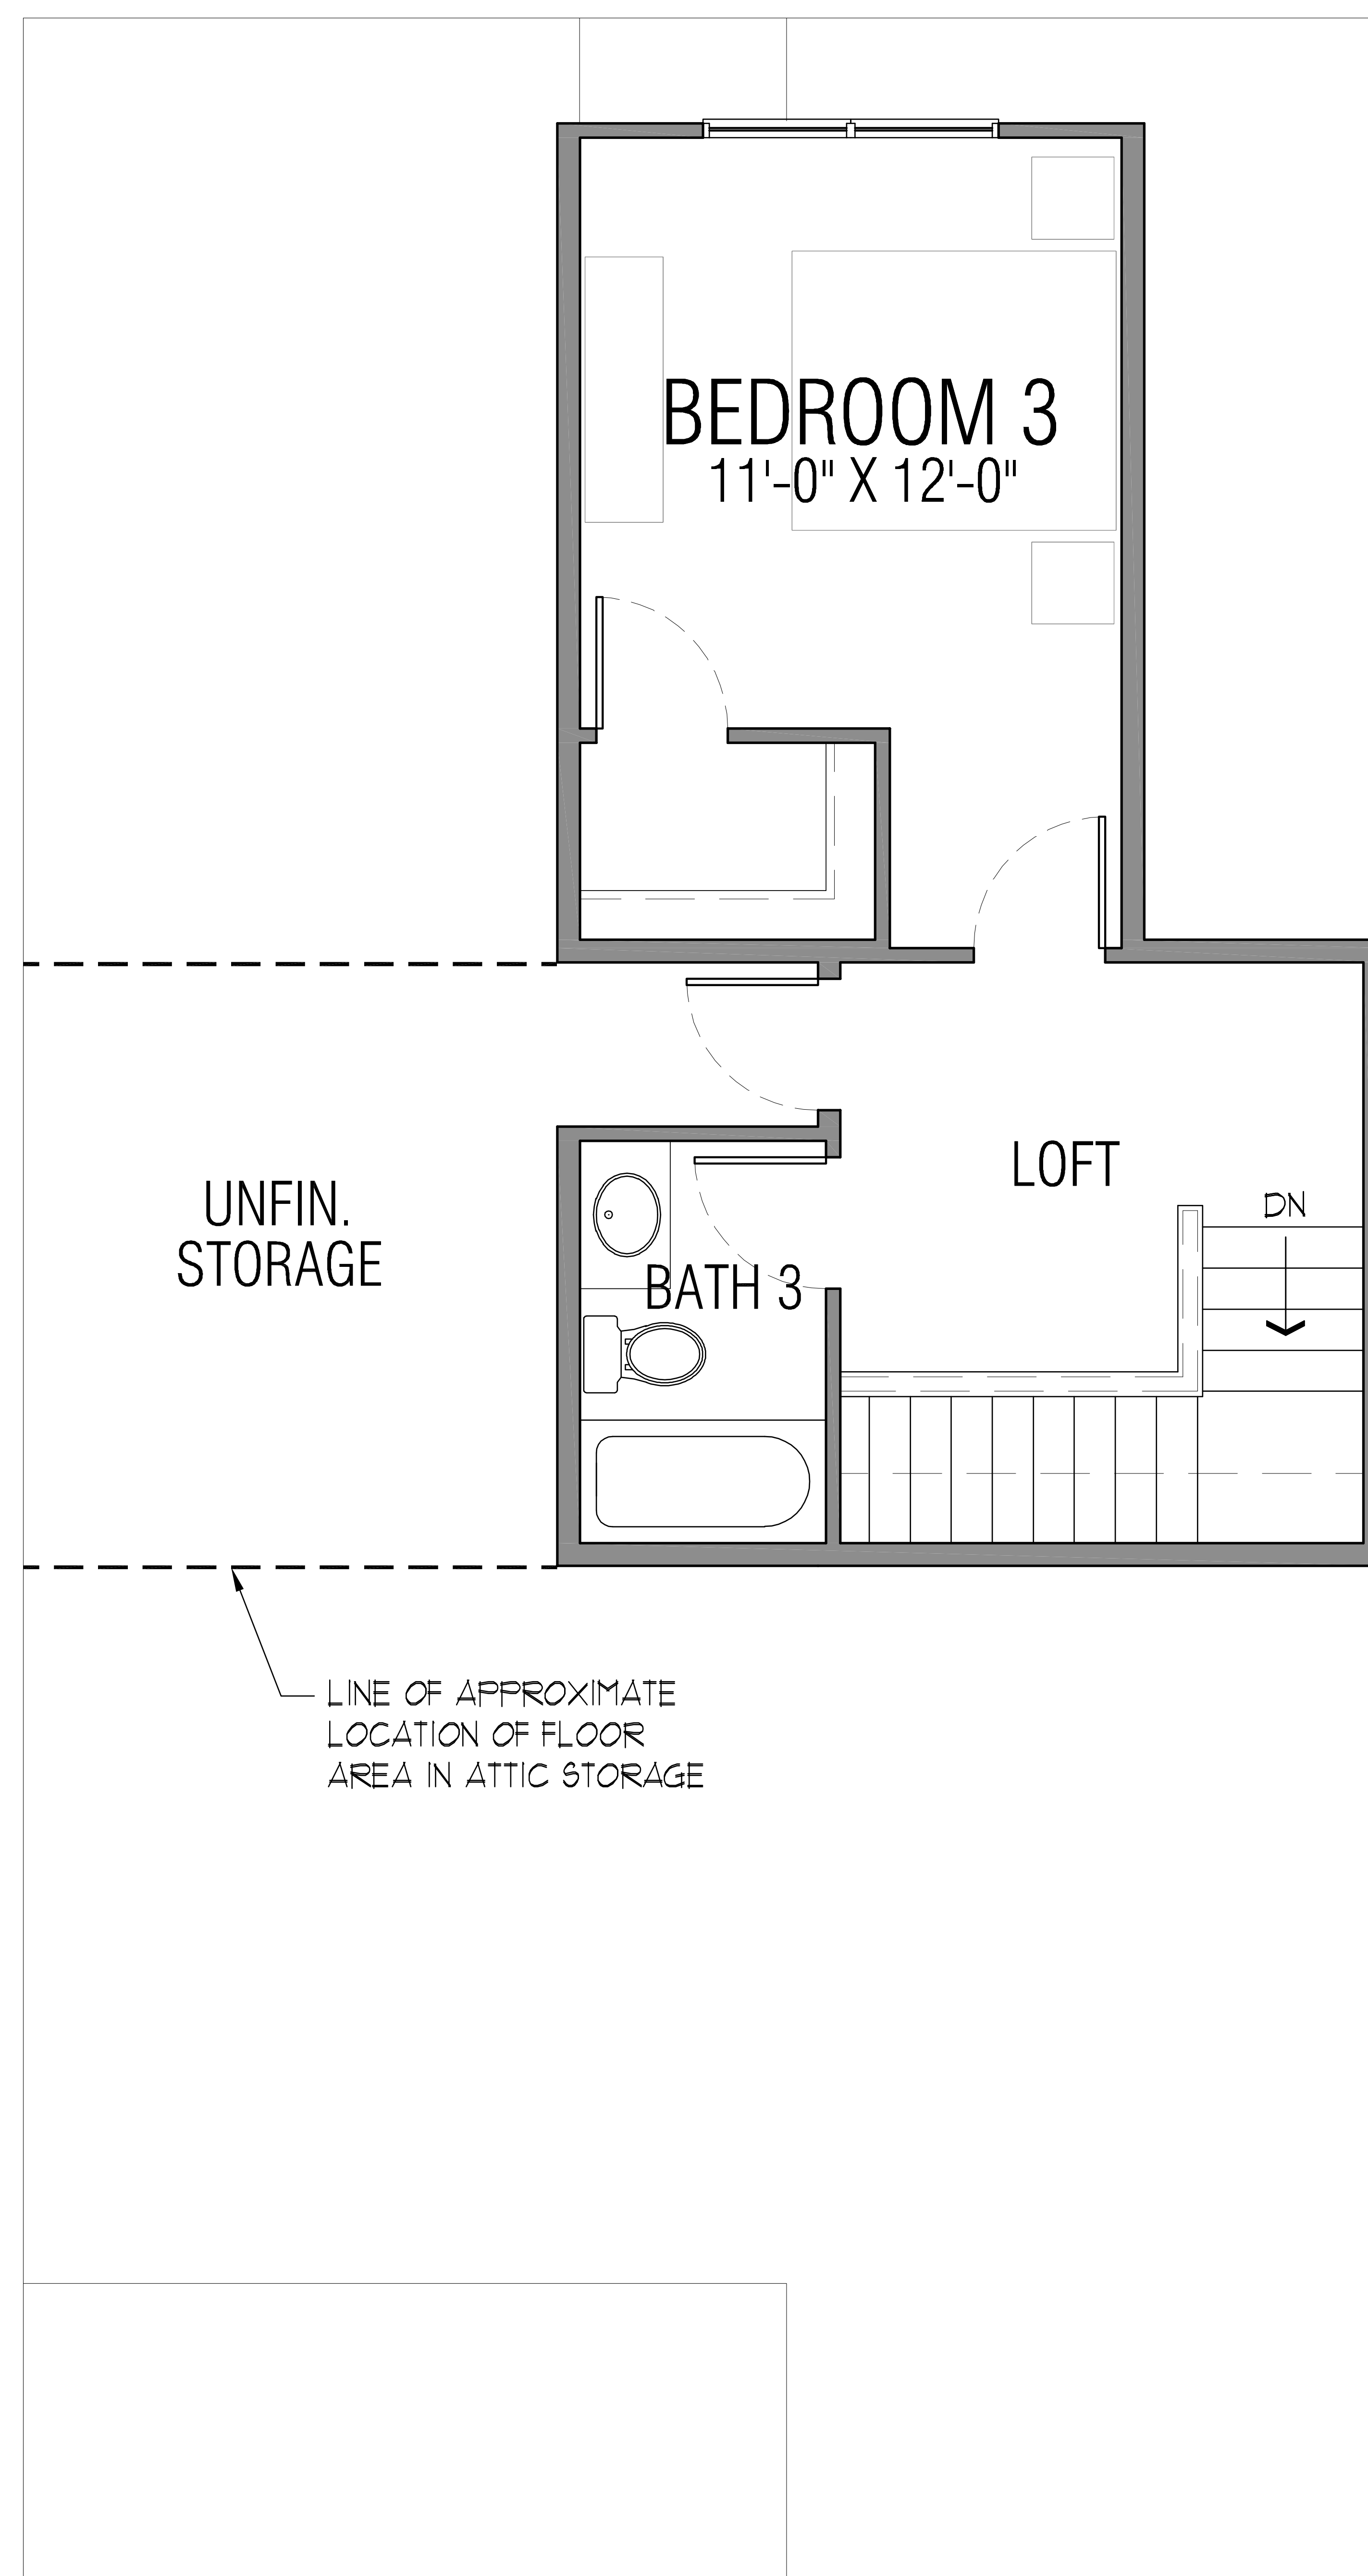 BEDROOM 3
11'-0" X 12'-0"
LOFT
DN
UNFIN.
STORAGE
BATH 3
LINE OF APPROXIMATE
LOCATION OF FLOOR
AREA IN ATTIC STORAGE